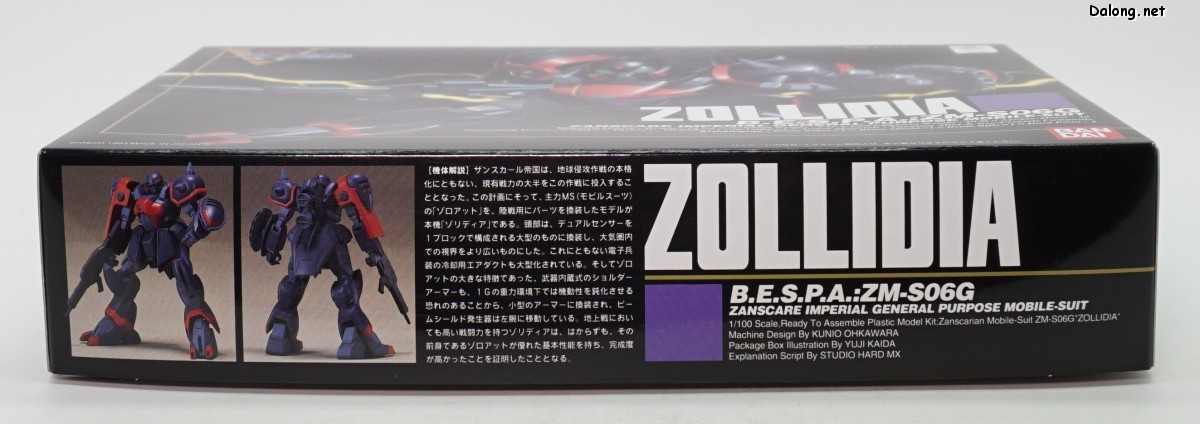 Dalong.net
ZOLLIDIA
BAN
DAI
[機体解説] ザンスカール帝国は、地球侵攻作戦の本格
化にともない、現有戦力の大半をこの作戦に投入するこ
ととなった。この計画にそって、主力MS(モビルスーツ)
の「ゾロアット」を、陸戦用にパーツを換装したモデルが
本機「ゾリディア」である。頭部は、デュアルセンサーを
1ブロックで構成される大型のものに換装し、大気圏内
での視界をより広いものにした。これにともない電子兵
装の冷却用エアダクトも大型化されている。そしてゾロ
アットの大きな特徴であった、武器内蔵式のショルダー
アーマーも、1Gの重力環境下では機動性を鈍化させる
恐れのあることから、小型のアーマーに換装され、ビー
ムシールド発生器は左腕に移動している。地上戦におい
ても高い戦闘力を持つゾリディアは、はからずも、その
前身であるゾロアットが優れた基本性能を持ち、完成度
が高かったことを証明したこととなる。
ZOLLIDIA
B.E.S.P.A.:ZM-S06G
ZANSCARE IMPERIAL GENERAL PURPOSE MOBILE-SUIT
1/100 Scale,Ready To Assemble Plastic Model Kit;Zanscarian Mobile-Suit ZM-S06G"ZOLLIDIA"
Machine Design By KUNIO OHKAWARA
Package Box Illustration By YUJI KAIDA
Explanation Script By STUDIO HARD MX